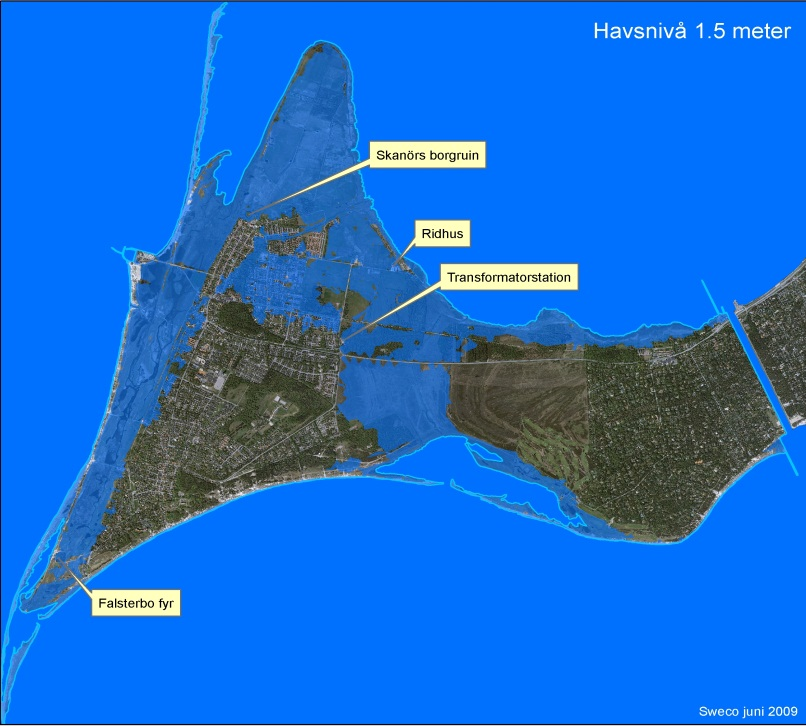 Havsnivå 1.5 meter
Skanörs borgruin
Ridhus
Transformatorstation
Falsterbo fyr
Sweco juni 2009